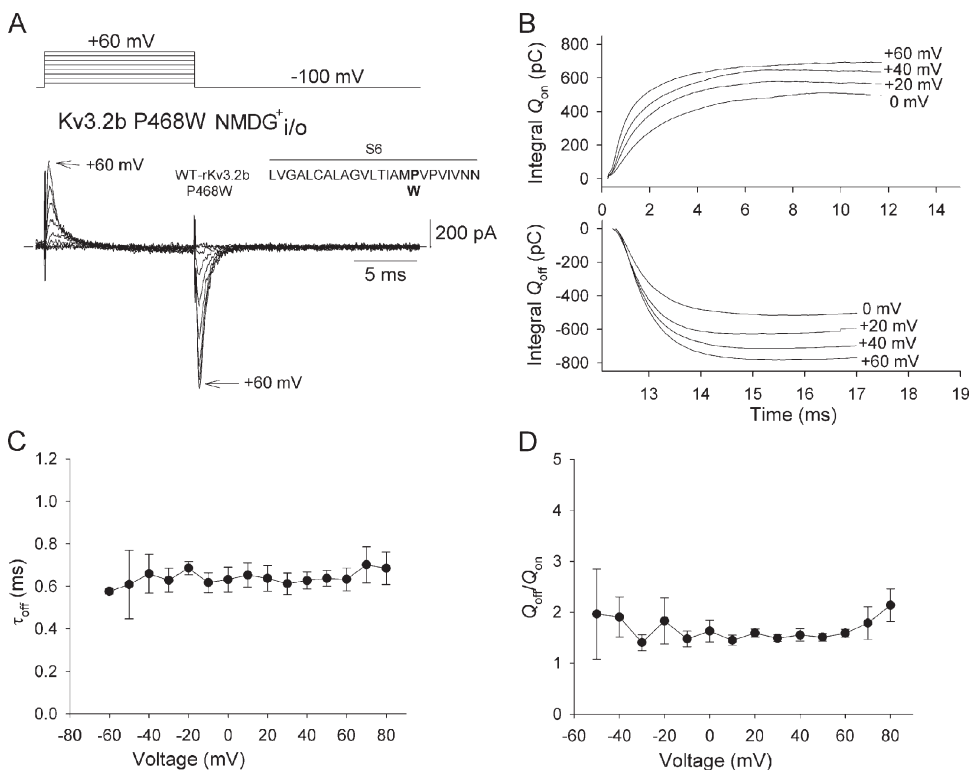 A
+60 mV
-100 mV
Kv3.2b P468W NMDG+i/o
+60 mV
WT-rKv3.2b
P468W
S6
LVGALCALAGVLTIAMPVPVIVNN
W
200 pA
5 ms
+60 mV
B
Integral Qon (pC)
800
600
400
200
0
+60 mV
+40 mV
+20 mV
0 mV
0 2 4 6 8 10 12 14
Integral Qoff (pC)
0
-200
-400
-600
-800
0 mV
+20 mV
+40 mV
+60 mV
13 14 15 16 17 18 19
Time (ms)
C
τoff (ms)
1.2
1.0
0.8
0.6
0.4
0.2
0.0
-80 -60 -40 -20 0 20 40 60 80
Voltage (mV)
D
Qoff/Qon
5
4
3
2
1
0
-60 -40 -20 0 20 40 60 80
Voltage (mV)